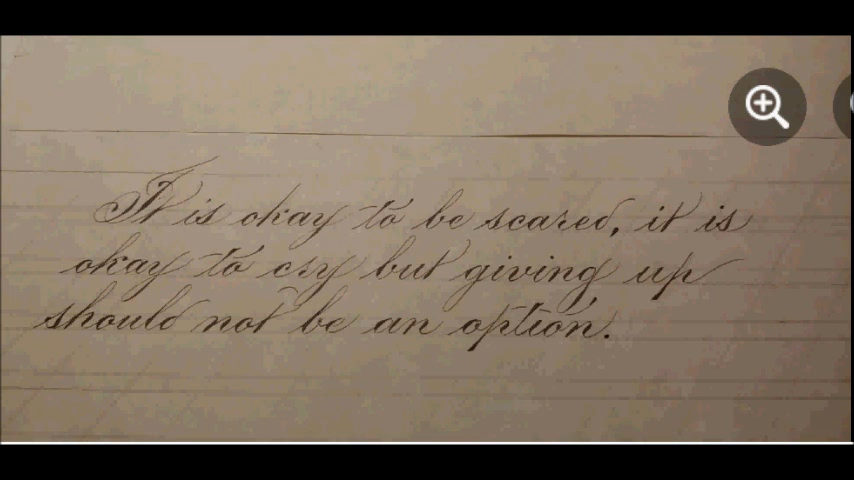 It is okay to be scared, it is
okay to cry but giving up
should not be an option.